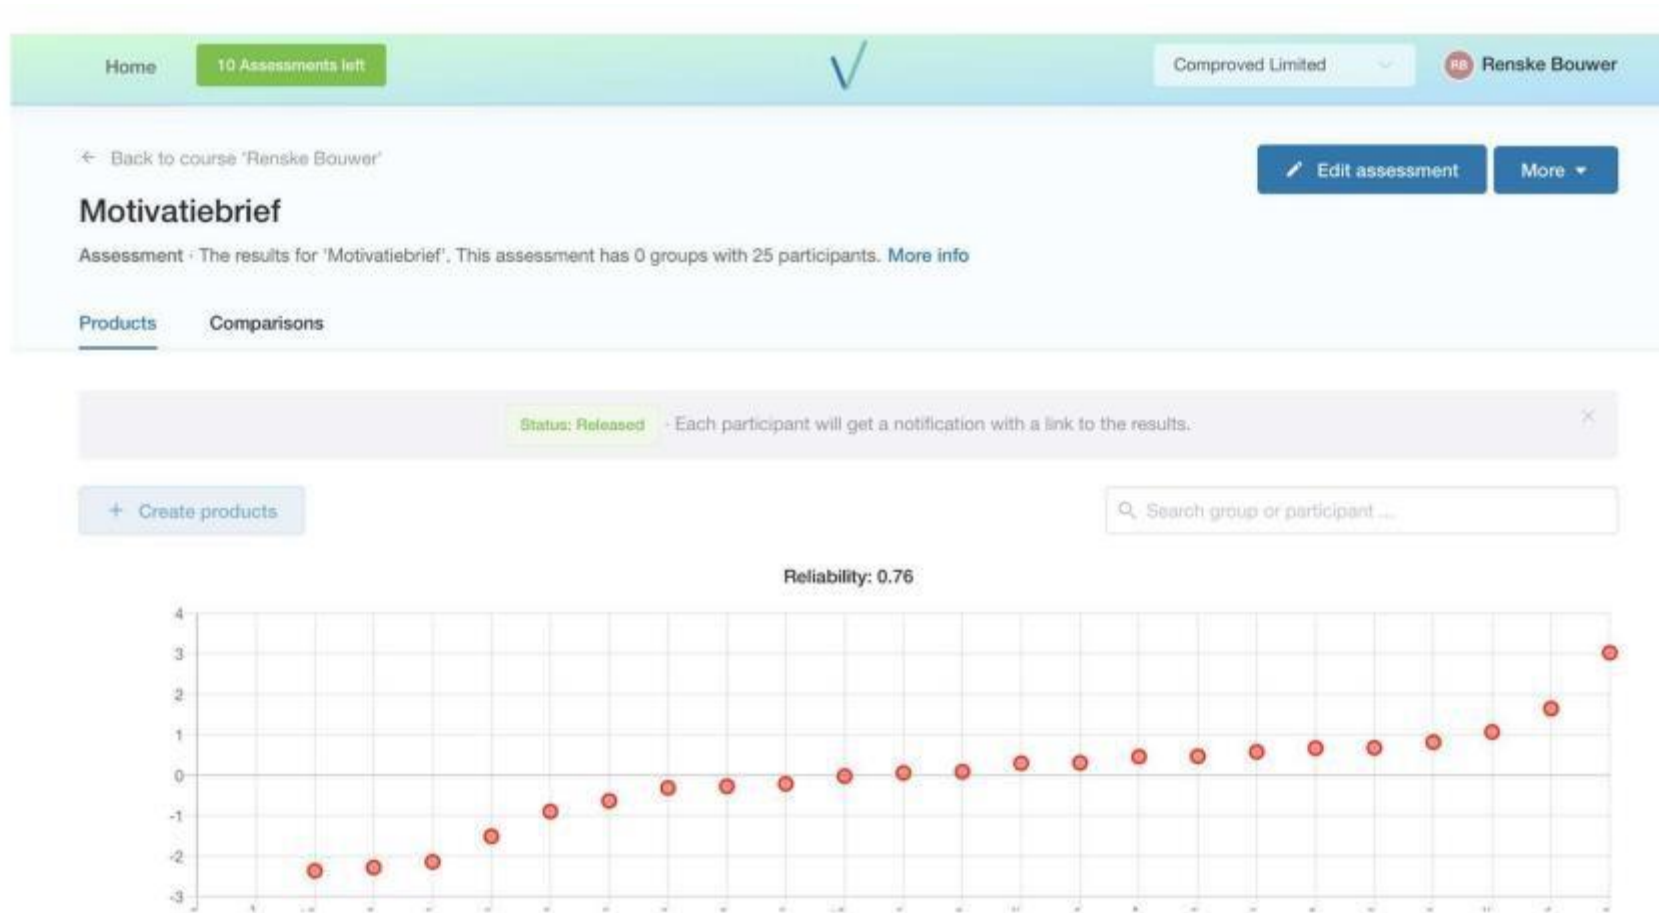 Home 10 Assessments left Comproved Limited RB Renske Bouwer
← Back to course 'Renske Bouwer'
Edit assessment More
Motivatiebrief
Assessment · The results for 'Motivatiebrief'. This assessment has 0 groups with 25 participants. More info
Products Comparisons
Status: Released · Each participant will get a notification with a link to the results.
+ Create products Search group or participant ...
Reliability: 0.76
4
3
2
1
0
-1
-2
-3